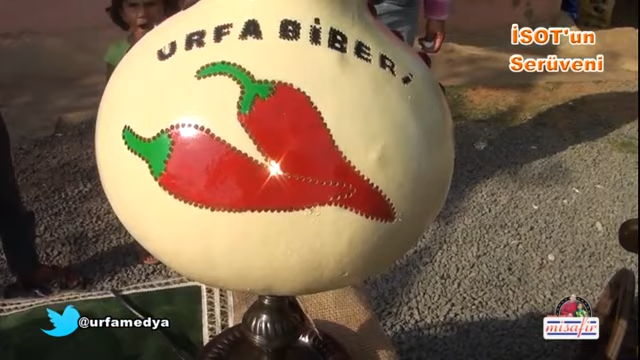 URFA BİBERİ
İSOT'un
Serüveni
@urfamedya
misafir